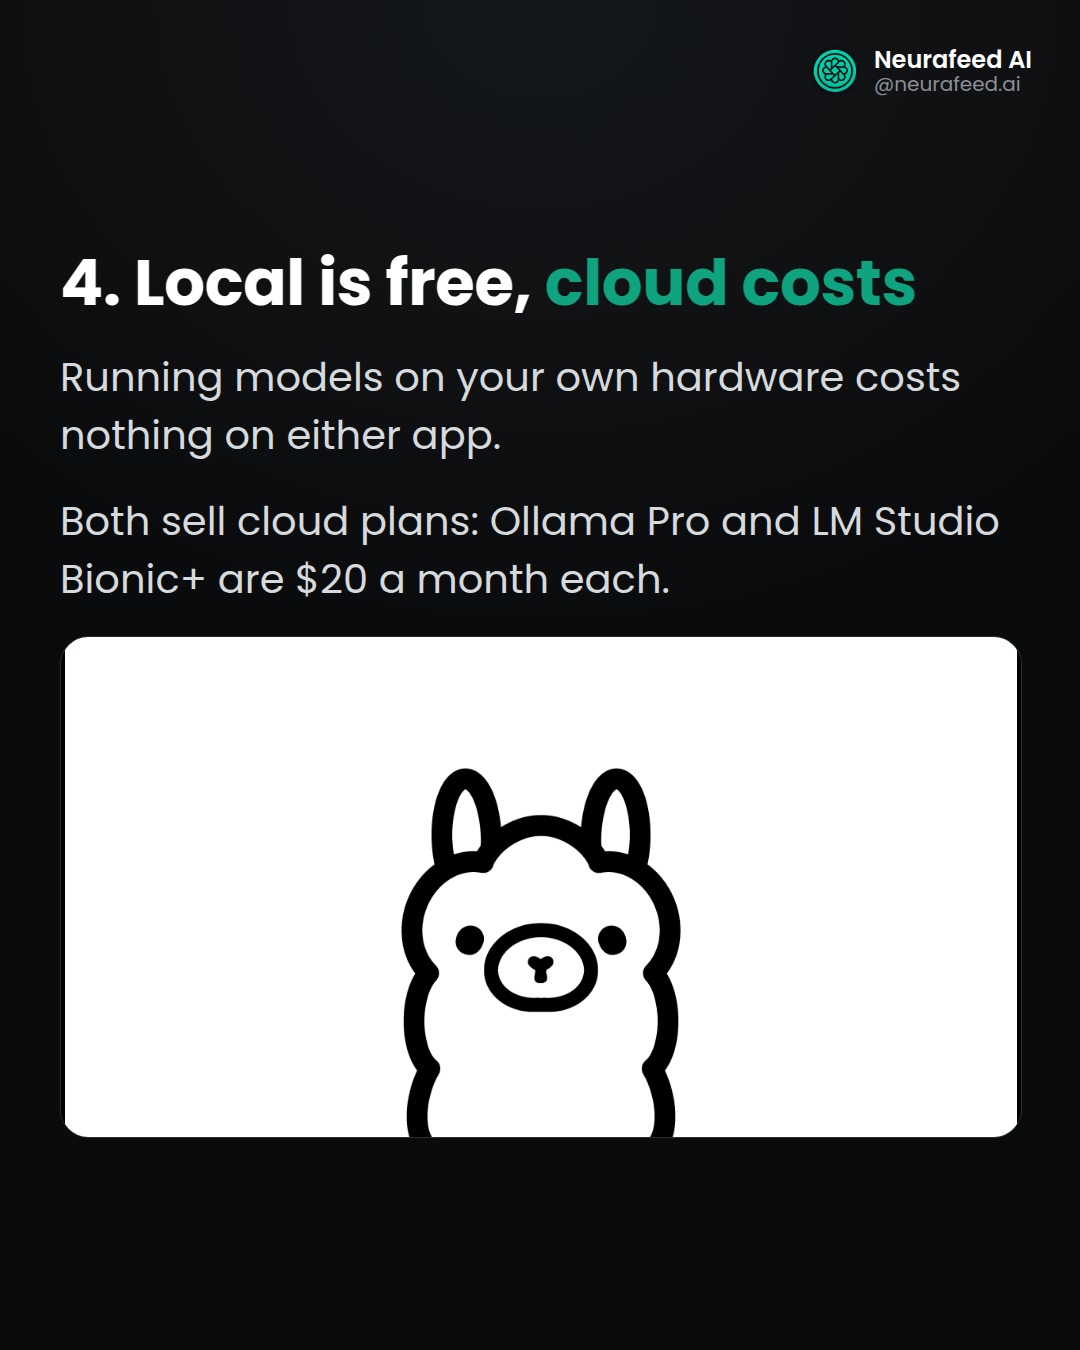 Neurafeed AI
@neurafeed.ai
4. Local is free, cloud costs
Running models on your own hardware costs
nothing on either app.
Both sell cloud plans: Ollama Pro and LM Studio
Bionic+ are $20 a month each.